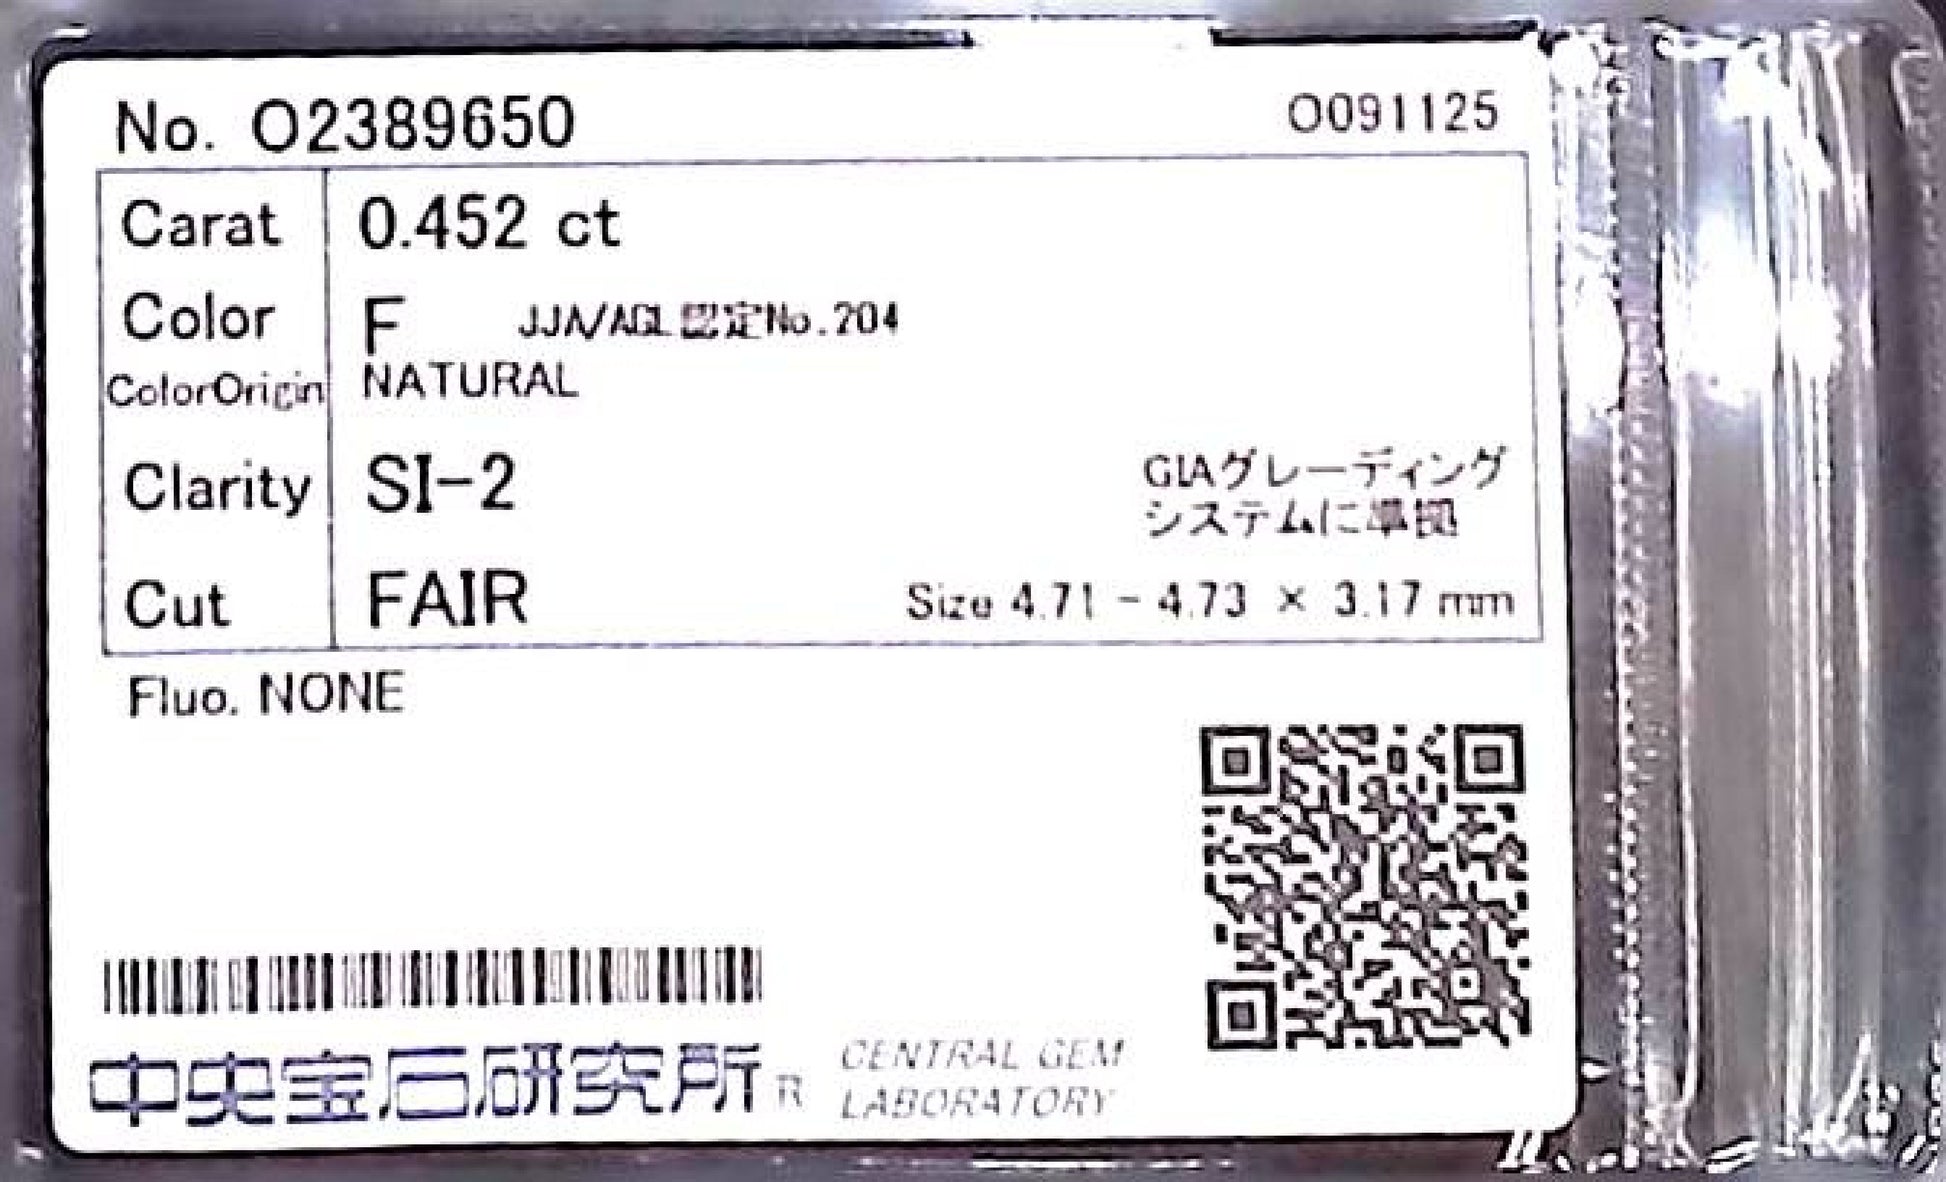 No. O2389650 O091125
Carat 0.452 ct
Color F JJA/AGL認定No.204
ColorOrigin NATURAL
Clarity SI-2
GIAグレーディング
システムに準拠
Cut FAIR Size 4.71 - 4.73 × 3.17 mm
Fluo. NONE
中央宝石研究所 R
CENTRAL GEM
LABORATORY